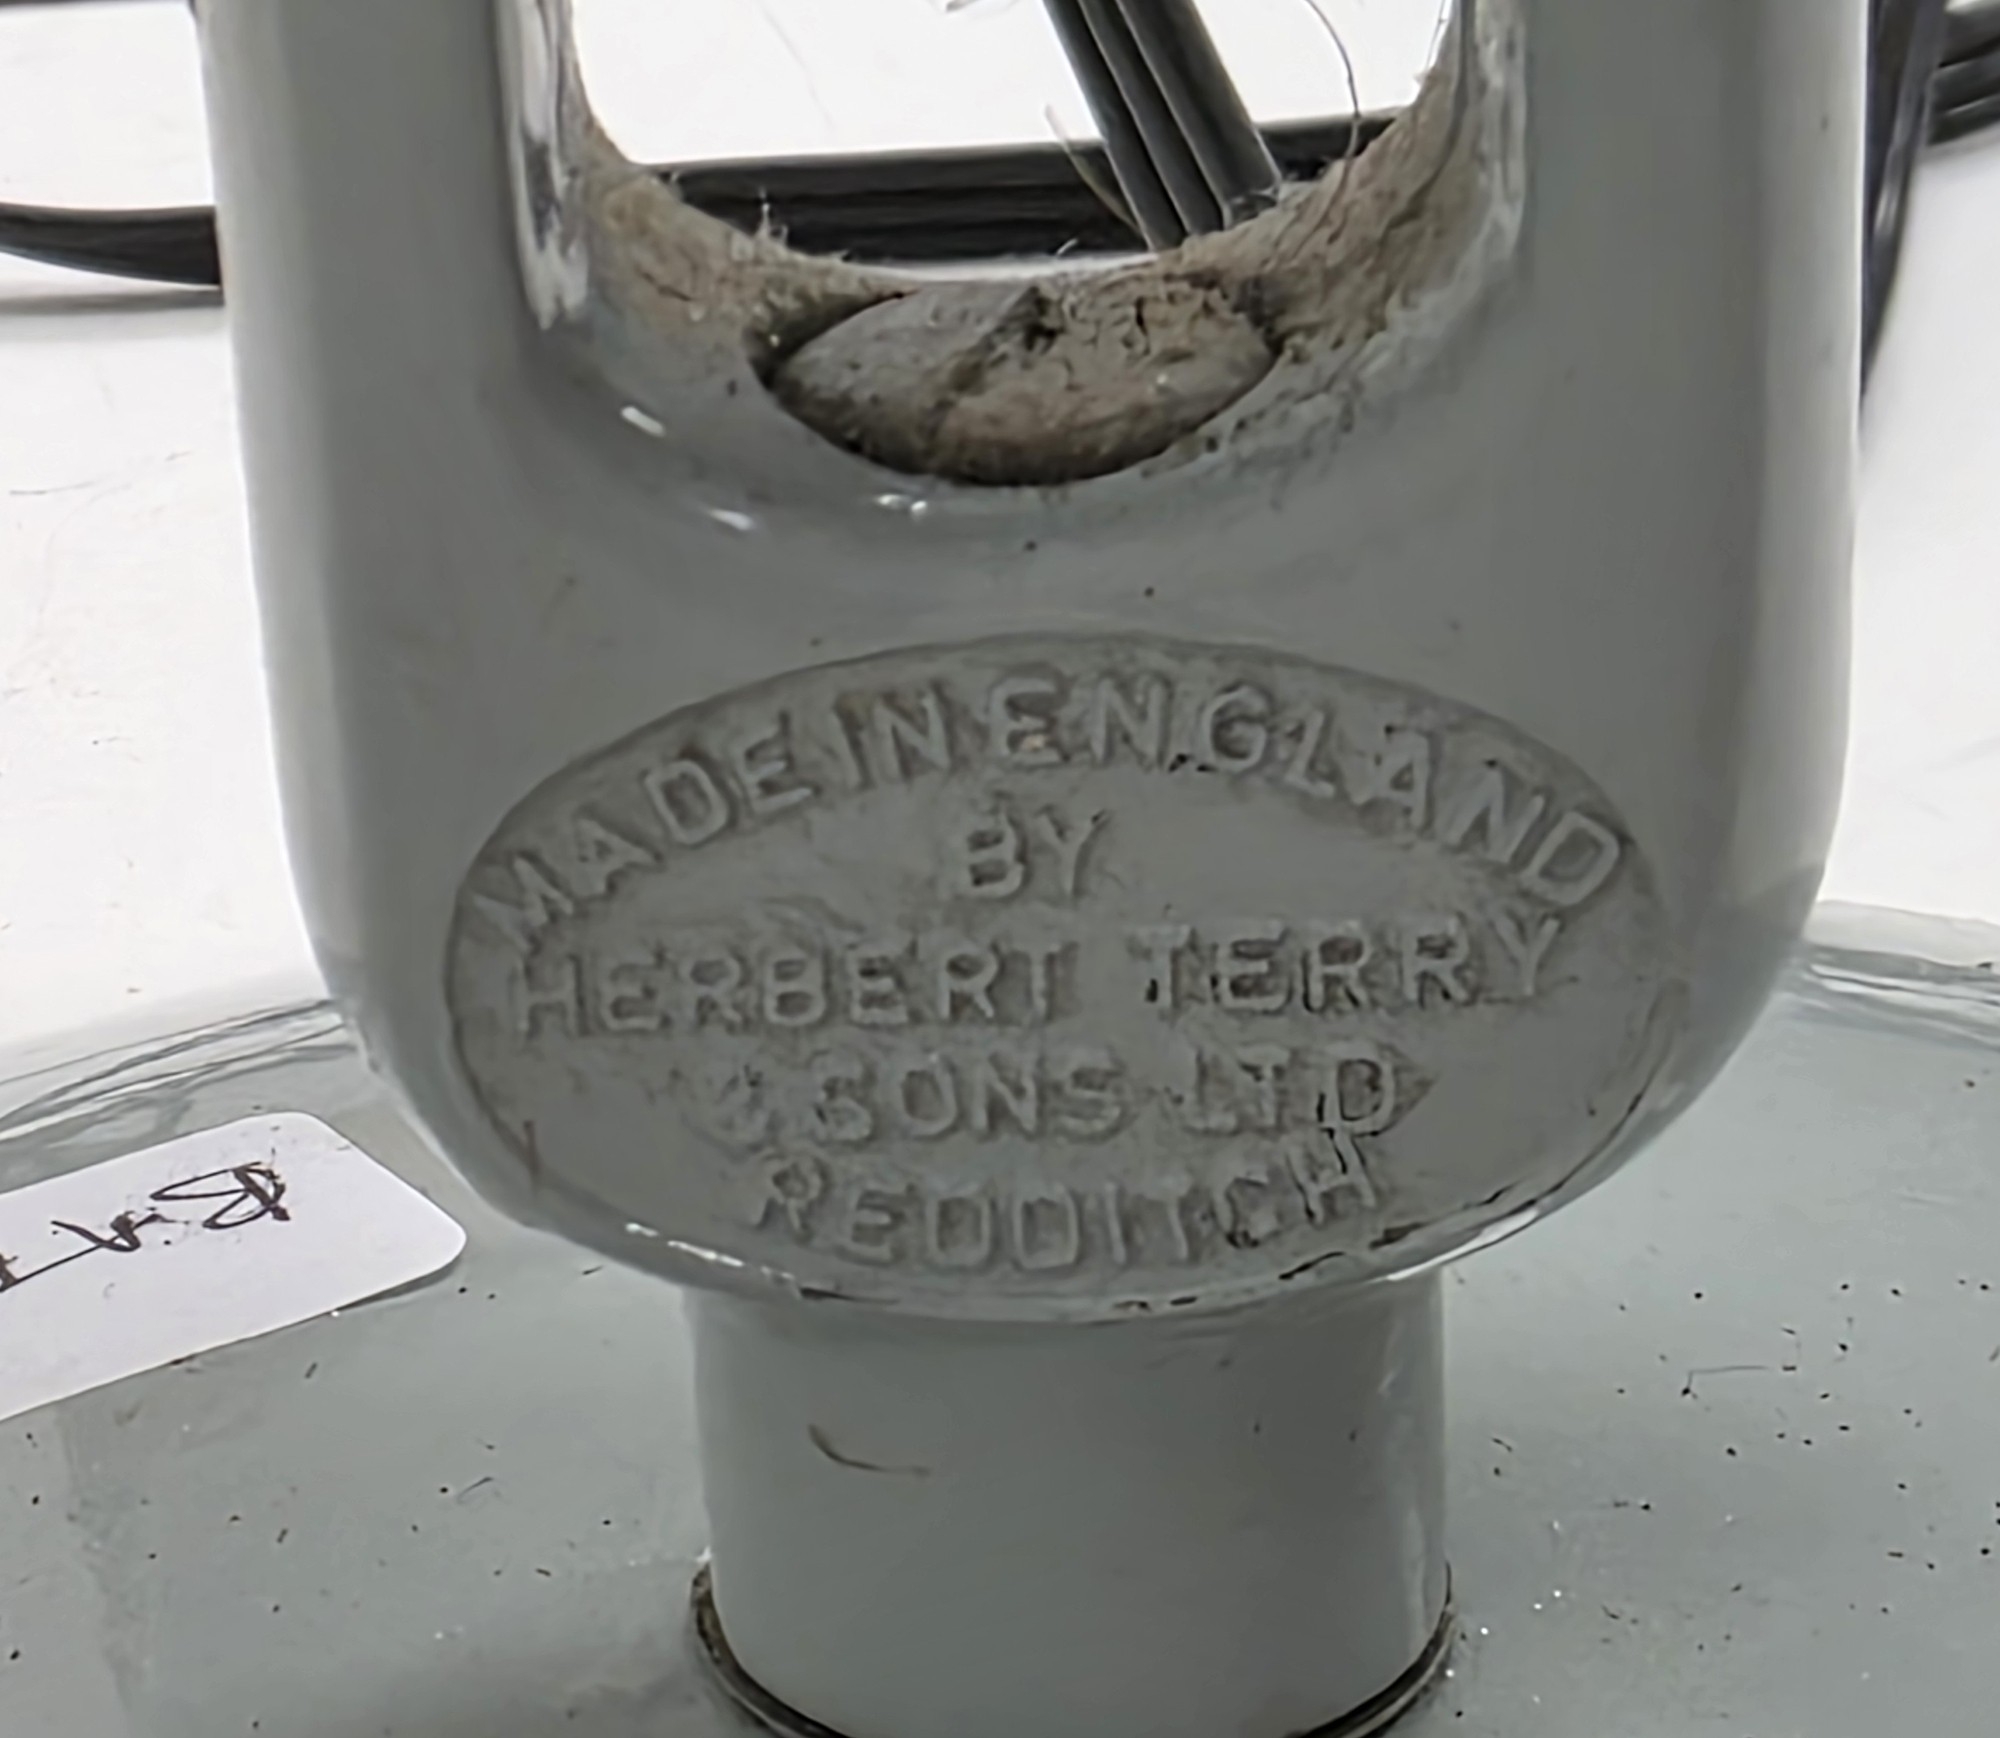 MADE IN ENGLAND
BY
HERBERT TERRY
& SONS LTD
REDDITCH